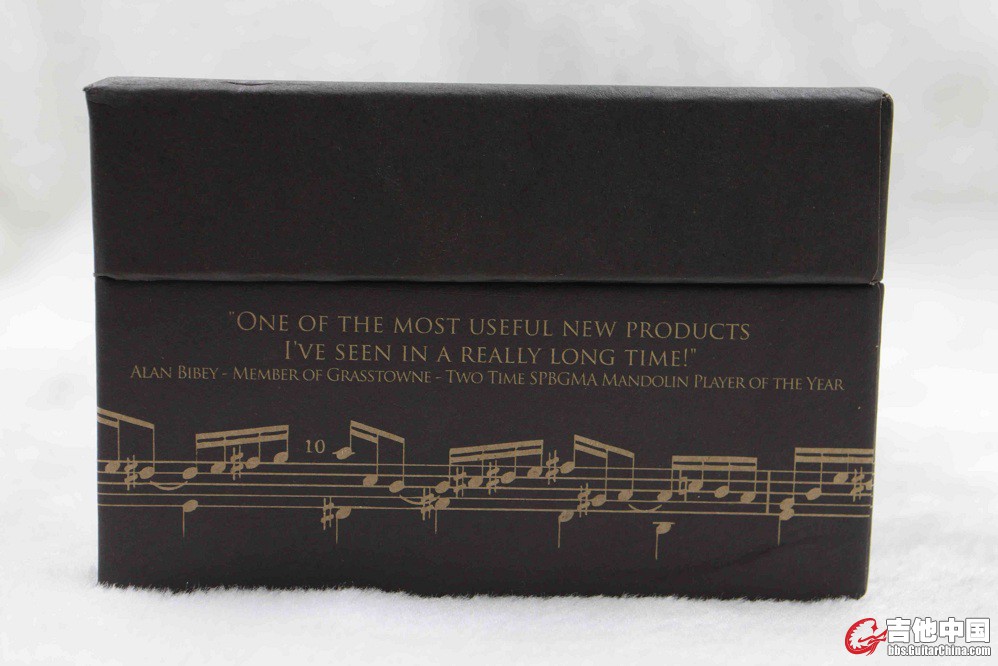 "One of the most useful new products
I've seen in a really long time!"
Alan Bibey - Member of Grasstowne - Two Time SPBGMA Mandolin Player of the Year
10
吉他中国
bbs.GuitarChina.com